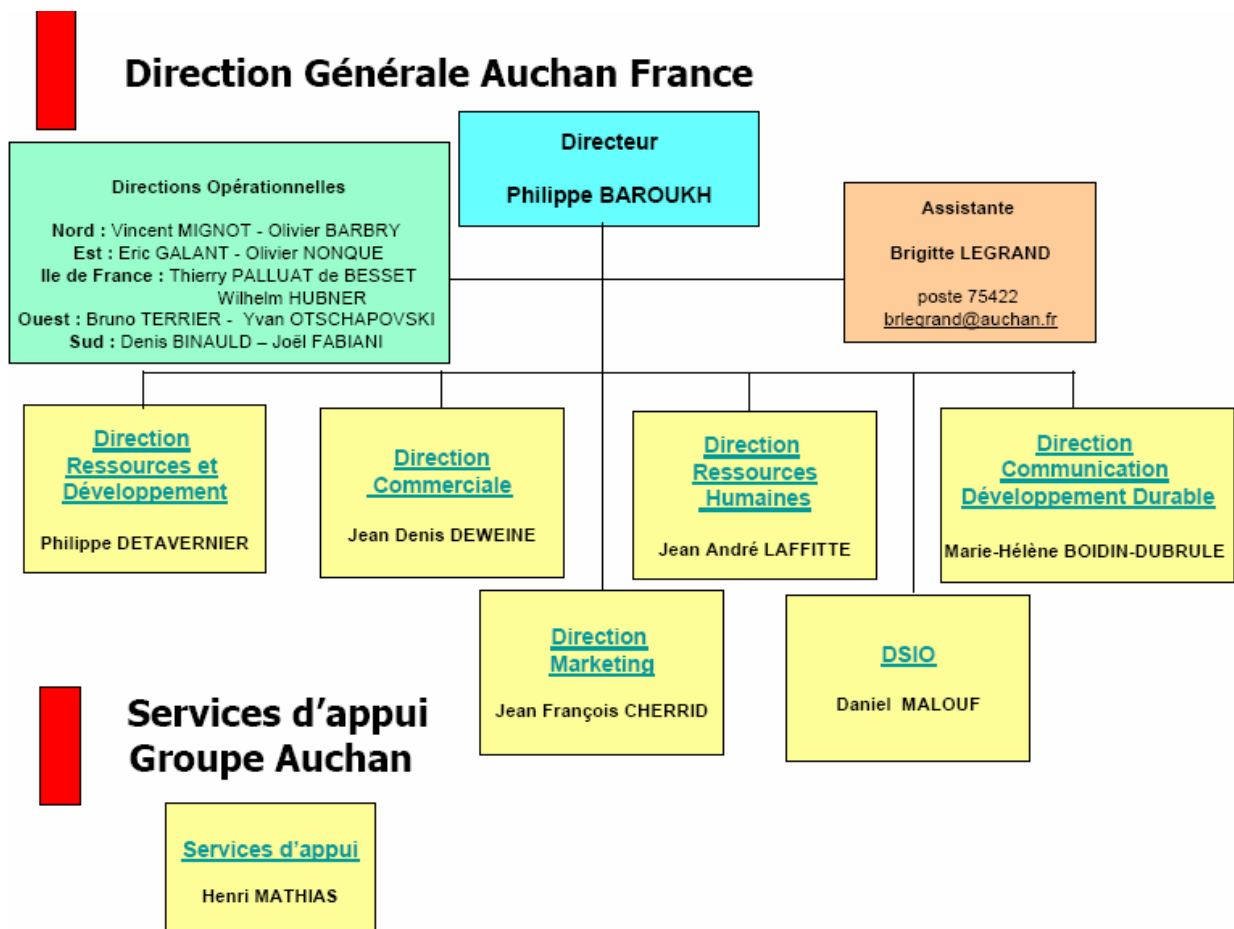 Direction Générale Auchan France
Directeur
Philippe BAROUKH
Directions Opérationnelles
Nord : Vincent MIGNOT - Olivier BARBRY
Est : Eric GALANT - Olivier NONQUE
Ile de France : Thierry PALLUAT de BESSET
Wilhelm HUBNER
Ouest : Bruno TERRIER - Yvan OTSCHAPOVSKI
Sud : Denis BINAULD – Joël FABIANI
Assistante
Brigitte LEGRAND
poste 75422
brlegrand@auchan.fr
Direction
Ressources et
Développement
Philippe DETAVERNIER
Direction
Commerciale
Jean Denis DEWEINE
Direction
Ressources
Humaines
Jean André LAFFITTE
Direction
Communication
Développement Durable
Marie-Hélène BOIDIN-DUBRULE
Direction
Marketing
Jean François CHERRID
DSIO
Daniel MALOUF
Services d’appui
Groupe Auchan
Services d’appui
Henri MATHIAS